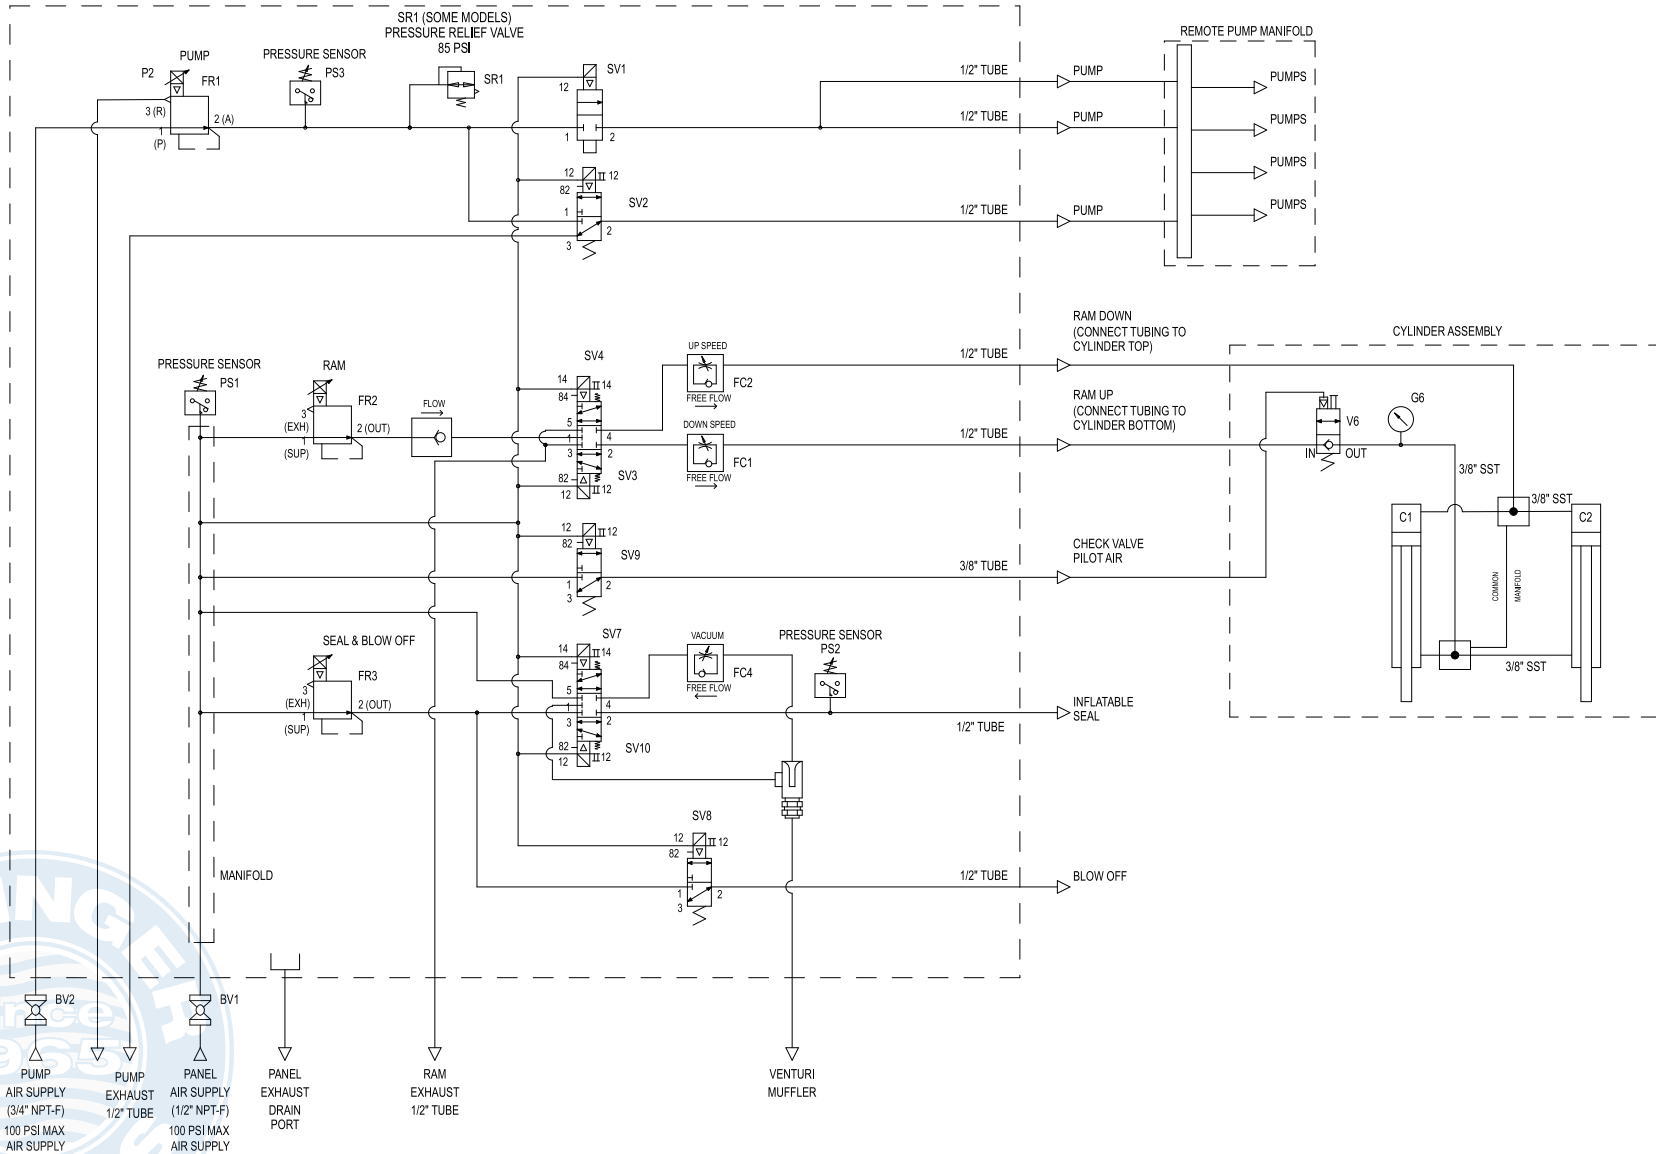 SR1 (SOME MODELS)
PRESSURE RELIEF VALVE
85 PSI
REMOTE PUMP MANIFOLD
PUMP
P2
FR1
3 (R)
2 (A)
1
(P)
PRESSURE SENSOR
PS3
SR1
SV1
12
1
2
1/2" TUBE
PUMP
1/2" TUBE
PUMP
PUMPS
PUMPS
PUMPS
PUMPS
12
12
82
SV2
1
2
3
1/2" TUBE
PUMP
RAM DOWN
(CONNECT TUBING TO
CYLINDER TOP)
1/2" TUBE
RAM UP
(CONNECT TUBING TO
CYLINDER BOTTOM)
1/2" TUBE
CYLINDER ASSEMBLY
PRESSURE SENSOR
PS1
RAM
FR2
3
(EXH)
2 (OUT)
1
(SUP)
FLOW
SV4
14
14
84
5
1
4
3
2
SV3
82
12
12
UP SPEED
FC2
FREE FLOW
DOWN SPEED
FC1
FREE FLOW
V6
G6
IN
OUT
3/8" SST
3/8" SST
C1
C2
COMMON
MANIFOLD
3/8" SST
12
12
82
SV9
1
2
3
3/8" TUBE
CHECK VALVE
PILOT AIR
SEAL & BLOW OFF
FR3
3
(EXH)
2 (OUT)
1
(SUP)
SV7
14
14
84
5
1
4
3
2
82
12
12
SV10
VACUUM
FC4
FREE FLOW
PRESSURE SENSOR
PS2
1/2" TUBE
INFLATABLE
SEAL
SV8
12
12
82
1
2
3
1/2" TUBE
BLOW OFF
MANIFOLD
BV2
BV1
PUMP
AIR SUPPLY
(3/4" NPT-F)
100 PSI MAX
AIR SUPPLY
PUMP
EXHAUST
1/2" TUBE
PANEL
AIR SUPPLY
(1/2" NPT-F)
100 PSI MAX
AIR SUPPLY
PANEL
EXHAUST
DRAIN
PORT
RAM
EXHAUST
1/2" TUBE
VENTURI
MUFFLER